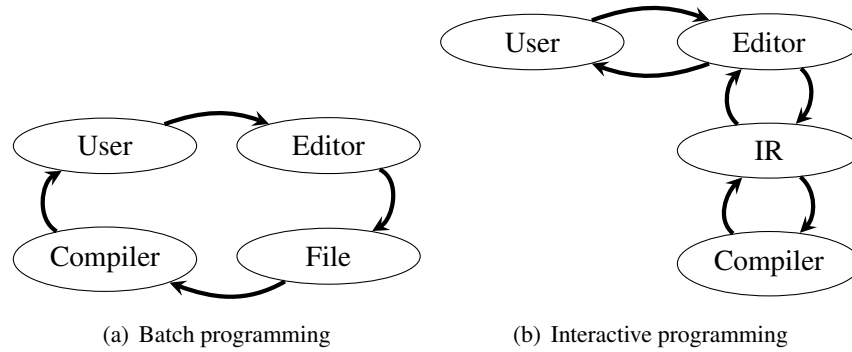 User
Editor
Compiler
File
(a) Batch programming
User
Editor
IR
Compiler
(b) Interactive programming